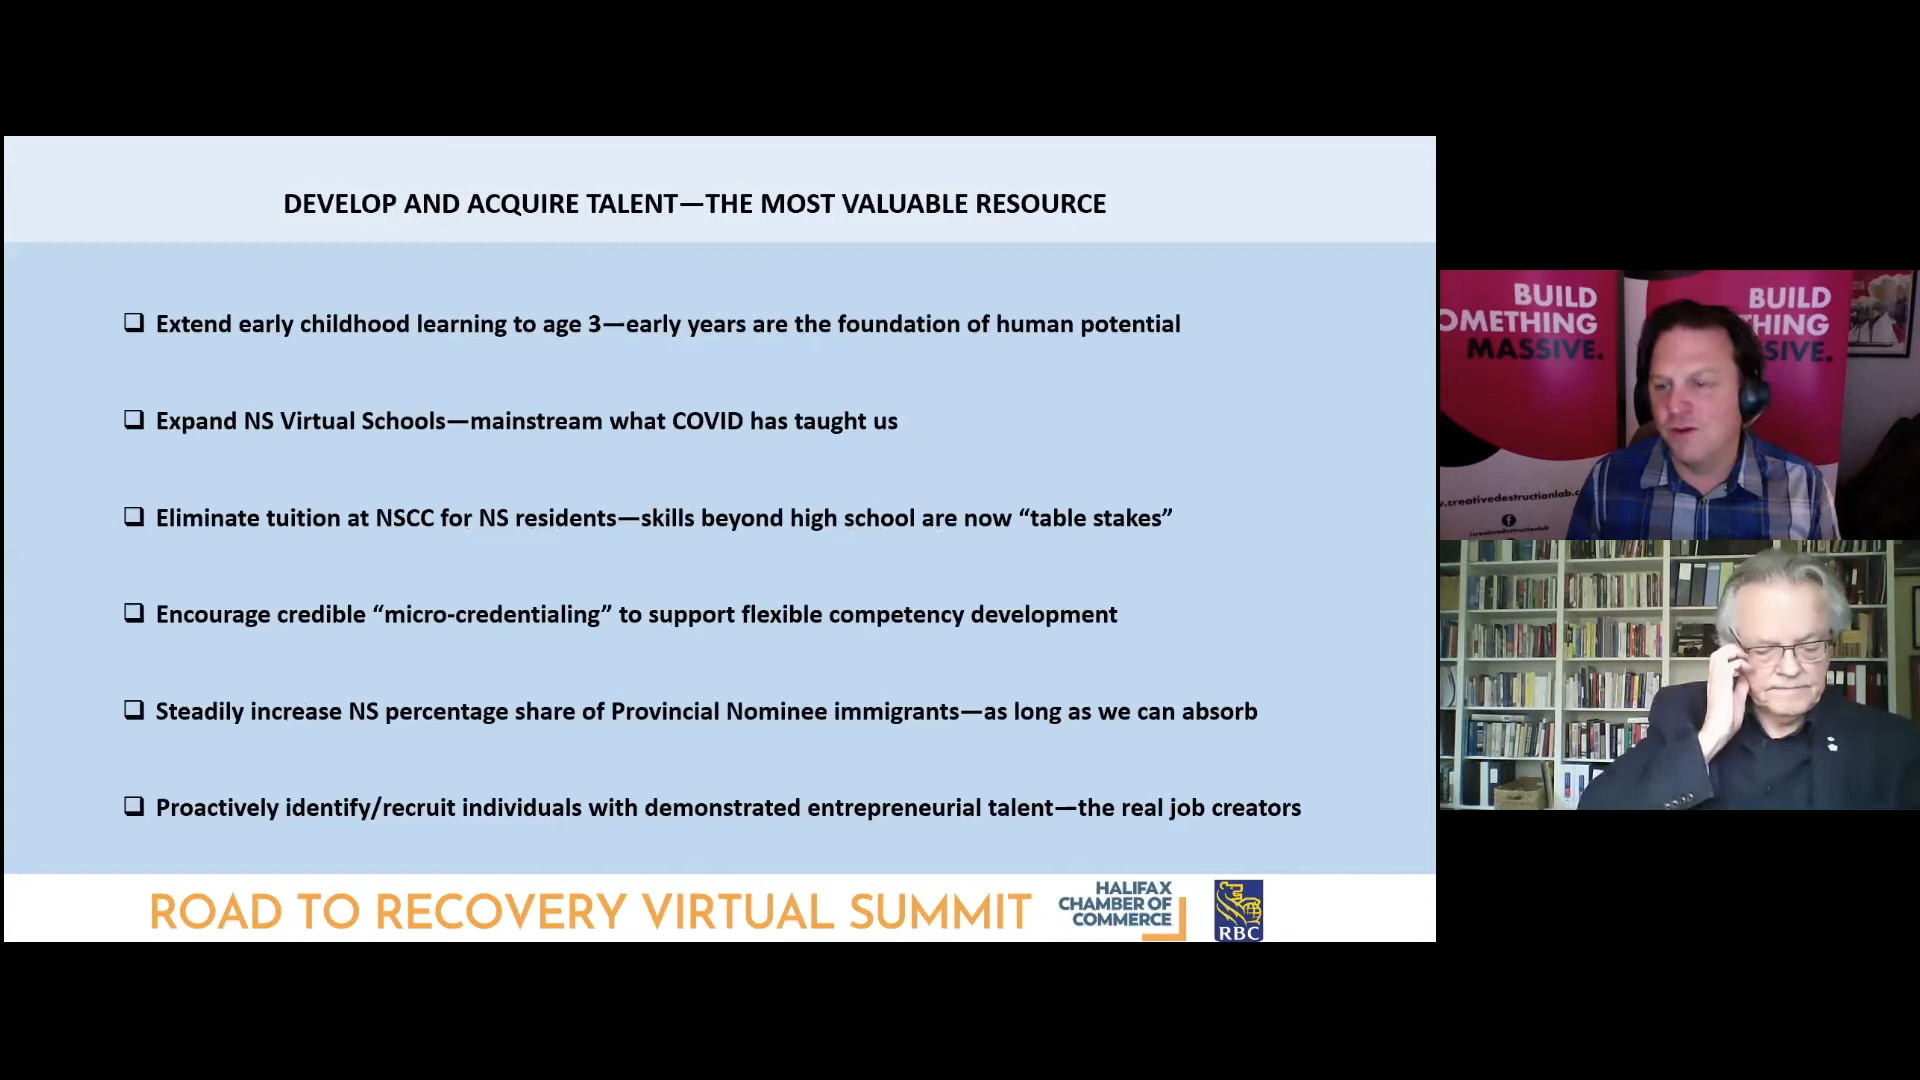 DEVELOP AND ACQUIRE TALENT—THE MOST VALUABLE RESOURCE
❑ Extend early childhood learning to age 3—early years are the foundation of human potential
❑ Expand NS Virtual Schools—mainstream what COVID has taught us
❑ Eliminate tuition at NSCC for NS residents—skills beyond high school are now “table stakes”
❑ Encourage credible “micro-credentialing” to support flexible competency development
❑ Steadily increase NS percentage share of Provincial Nominee immigrants—as long as we can absorb
❑ Proactively identify/recruit individuals with demonstrated entrepreneurial talent—the real job creators
ROAD TO RECOVERY VIRTUAL SUMMIT
HALIFAX
CHAMBER OF
COMMERCE
RBC
BUILD
OMETHING
MASSIVE.
.creativedestructionlab.c
/creativedestructionlab
BUILD
THING
SIVE.